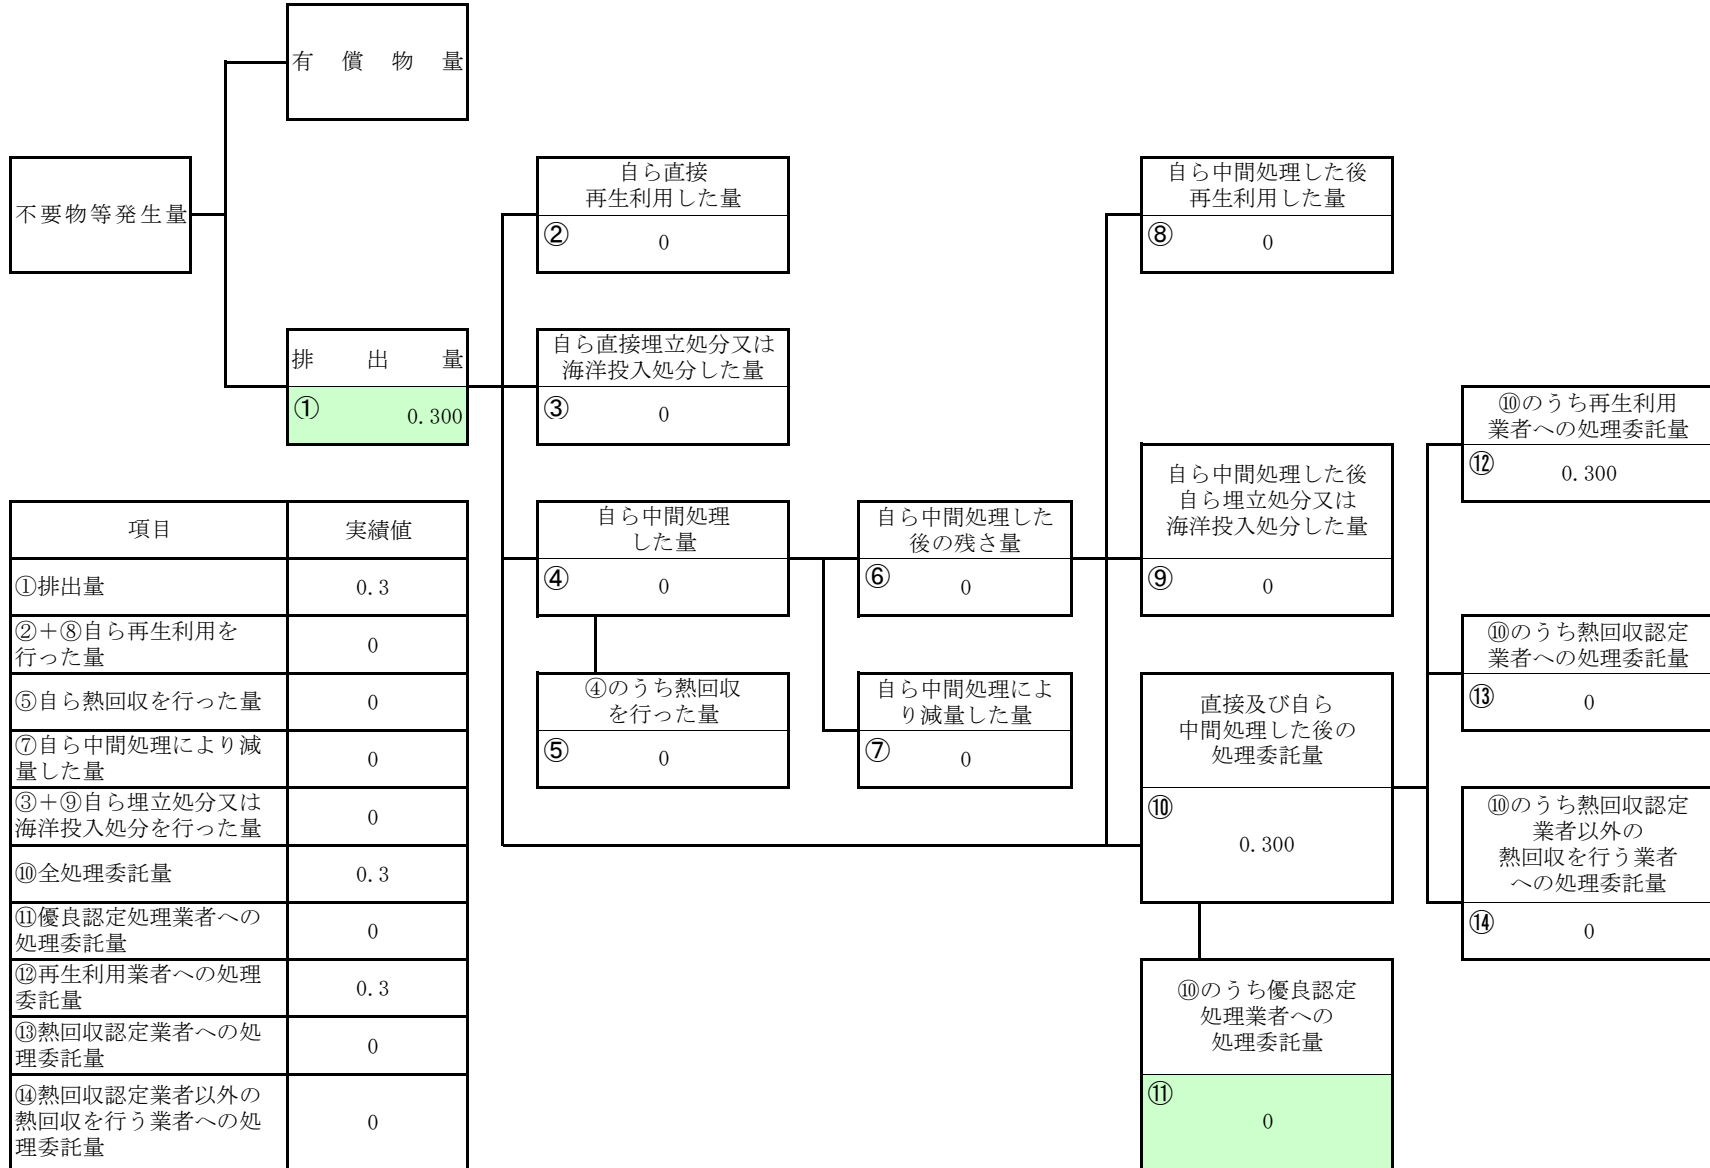 有償物量
不要物等発生量
排出量
① 0.300
自ら直接
再生利用した量
② 0
自ら直接埋立処分又は
海洋投入処分した量
③ 0
自ら中間処理
した量
④ 0
④のうち熱回収
を行った量
⑤ 0
自ら中間処理した
後の残さ量
⑥ 0
自ら中間処理によ
り減量した量
⑦ 0
自ら中間処理した後
再生利用した量
⑧ 0
自ら中間処理した後
自ら埋立処分又は
海洋投入処分した量
⑨ 0
直接及び自ら
中間処理した後の
処理委託量
⑩
0.300
⑩のうち優良認定
処理業者への
処理委託量
⑪
0
⑩のうち再生利用
業者への処理委託量
⑫ 0.300
⑩のうち熱回収認定
業者への処理委託量
⑬ 0
⑩のうち熱回収認定
業者以外の
熱回収を行う業者
への処理委託量
⑭ 0
項目 実績値
①排出量 0.3
②+⑧自ら再生利用を
行った量 0
⑤自ら熱回収を行った量 0
⑦自ら中間処理により減
量した量 0
③+⑨自ら埋立処分又は
海洋投入処分を行った量 0
⑩全処理委託量 0.3
⑪優良認定処理業者への
処理委託量 0
⑫再生利用業者への処理
委託量 0.3
⑬熱回収認定業者への処
理委託量 0
⑭熱回収認定業者以外の
熱回収を行う業者への処
理委託量 0